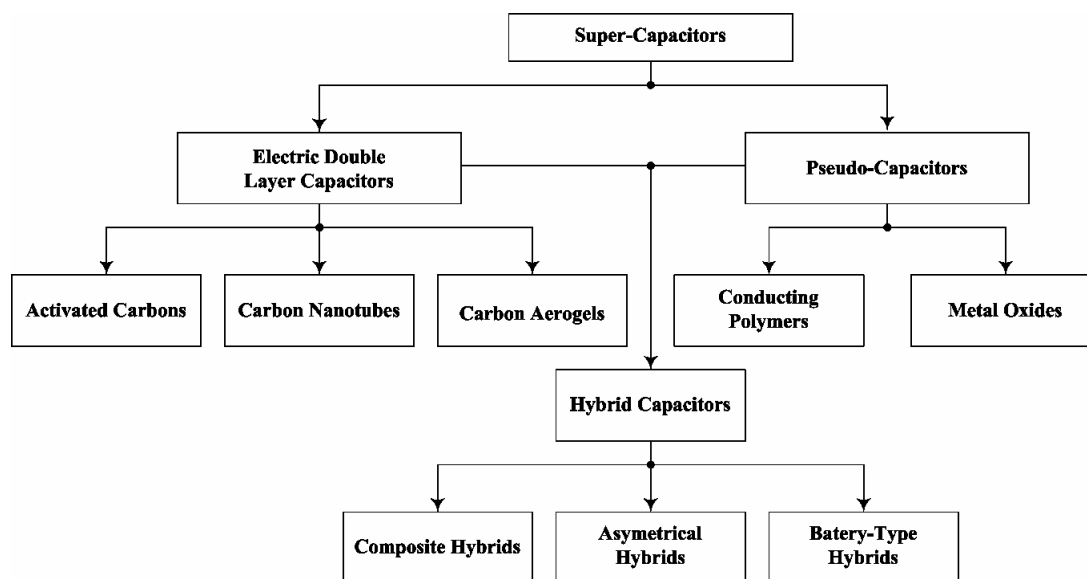 Super-Capacitors
Electric Double
Layer Capacitors
Pseudo-Capacitors
Activated Carbons
Carbon Nanotubes
Carbon Aerogels
Conducting
Polymers
Metal Oxides
Hybrid Capacitors
Composite Hybrids
Asymetrical
Hybrids
Batery-Type
Hybrids